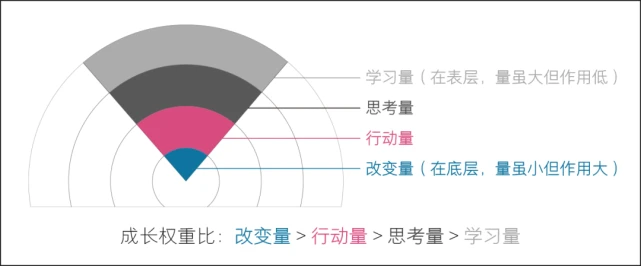 学习量（在表层，量虽大但作用低）
思考量
行动量
改变量（在底层，量虽小但作用大）
成长权重比：改变量 > 行动量 > 思考量 > 学习量